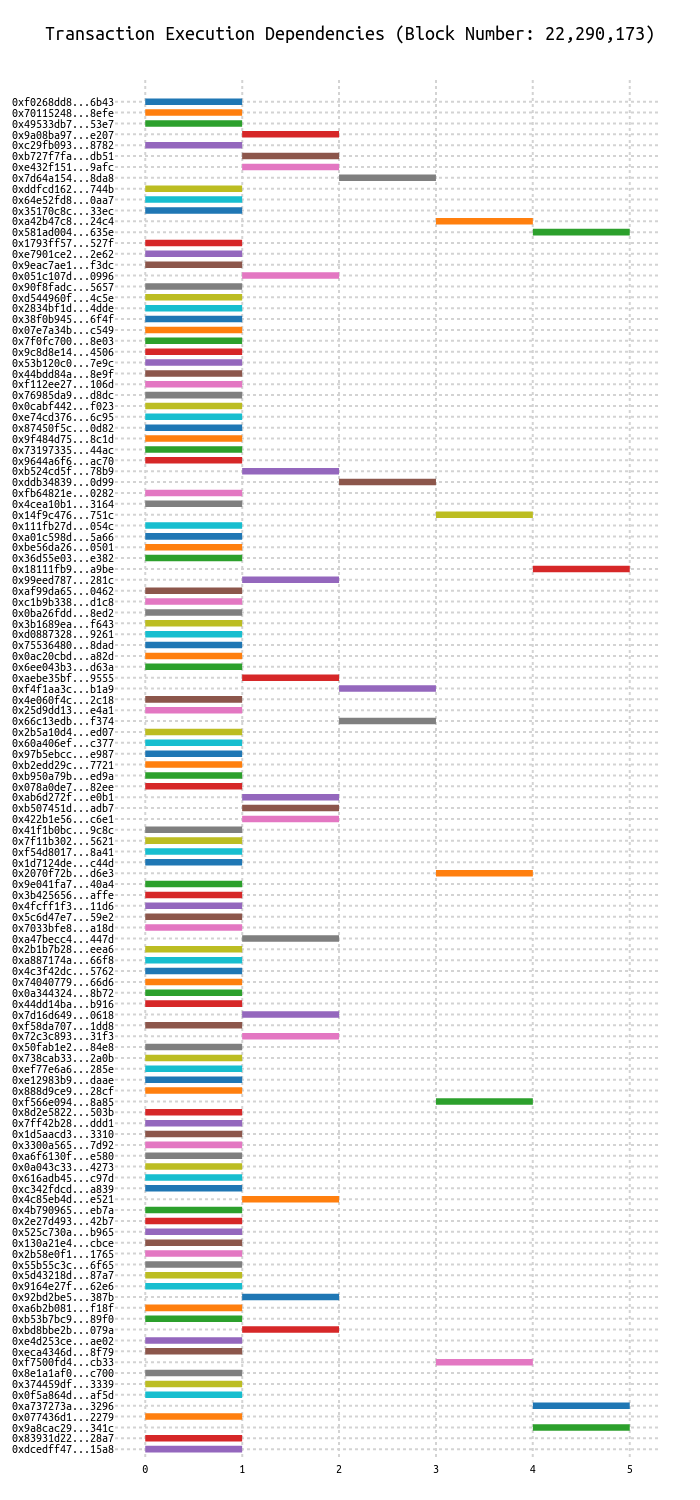 Transaction Execution Dependencies (Block Number: 22,290,173)
0xf0268dd8...6b43
0x70115248...8efe
0x49533db7...53e7
0x9a08ba97...e207
0xc29fb093...8782
0xb727f7fa...db51
0xe432f151...9afc
0x7d64a154...8da8
0xddfcd162...744b
0x64e52fd8...0aa7
0x35170c8c...33ec
0xa42b47c8...24c4
0x581ad004...635e
0x1793ff57...527f
0xe7901ce2...2e62
0x9eac7ae1...f3dc
0x051c107d...0996
0x90f8fadc...5657
0xd544960f...4c5e
0x2834bf1d...4dde
0x38f0b945...6f4f
0x07e7a34b...c549
0x7f0fc700...8e03
0x9c8d8e14...4506
0x53b120c0...7e9c
0x44bdd84a...8e9f
0xf112ee27...106d
0x76985da9...d8dc
0x0cabf442...f023
0xe74cd376...6c95
0x87450f5c...0d82
0x9f484d75...8c1d
0x73197335...44ac
0x9644a6f6...ac70
0xb524cd5f...78b9
0xddb34839...0d99
0xfb64821e...0282
0x4cea10b1...3164
0x14f9c476...751c
0x111fb27d...054c
0xa01c598d...5a66
0xbe56da26...0501
0x36d55e03...e382
0x18111fb9...a9be
0x99eed787...281c
0xaf99da65...0462
0xc1b9b338...d1c8
0x0ba26fdd...8ed2
0x3b1689ea...f643
0xd0887328...9261
0x75536480...8dad
0x0ac20cbd...a82d
0x6ee043b3...d63a
0xaebe35bf...9555
0xf4f1aa3c...b1a9
0x4e060f4c...2c18
0x25d9dd13...e4a1
0x66c13edb...f374
0x2b5a10d4...ed07
0x60a406ef...c377
0x97b5ebcc...e987
0xb2edd29c...7721
0xb950a79b...ed9a
0x078a0de7...82ee
0xab6d272f...e0b1
0xb507451d...adb7
0x422b1e56...c6e1
0x41f1b0bc...9c8c
0x7f11b302...5621
0xf54d8017...8a41
0x1d7124de...c44d
0x2070f72b...d6e3
0x9e041fa7...40a4
0x3b425656...affe
0x4fcff1f3...11d6
0x5c6d47e7...59e2
0x7033bfe8...a18d
0xa47becc4...447d
0x2b1b7b28...eea6
0xa887174a...66f8
0x4c3f42dc...5762
0x74040779...66d6
0x0a344324...8b72
0x44dd14ba...b916
0x7d16d649...0618
0xf58da707...1dd8
0x72c3c893...31f3
0x50fab1e2...84e8
0x738cab33...2a0b
0xef77e6a6...285e
0xe12983b9...daae
0x888d9ce9...28cf
0xf566e094...8a85
0x8d2e5822...503b
0x7ff42b28...ddd1
0x1d5aacd3...3310
0x3300a565...7d92
0xa6f6130f...e580
0x0a043c33...4273
0x616adb45...c97d
0xc342fdcd...a839
0x4c85eb4d...e521
0x4b790965...eb7a
0x2e27d493...42b7
0x525c730a...b965
0x130a21e4...cbce
0x2b58e0f1...1765
0x55b55c3c...6f65
0x5d43218d...87a7
0x9164e27f...62e6
0x92bd2be5...387b
0xa6b2b081...f18f
0xb53b7bc9...89f0
0xbd8bbe2b...079a
0xe4d253ce...ae02
0xeca4346d...8f79
0xf7500fd4...cb33
0x8e1a1af0...c700
0x374459df...3339
0x0f5a864d...af5d
0xa737273a...3296
0x077436d1...2279
0x9a8cac29...341c
0x83931d22...28a7
0xdcedff47...15a8
0 1 2 3 4 5